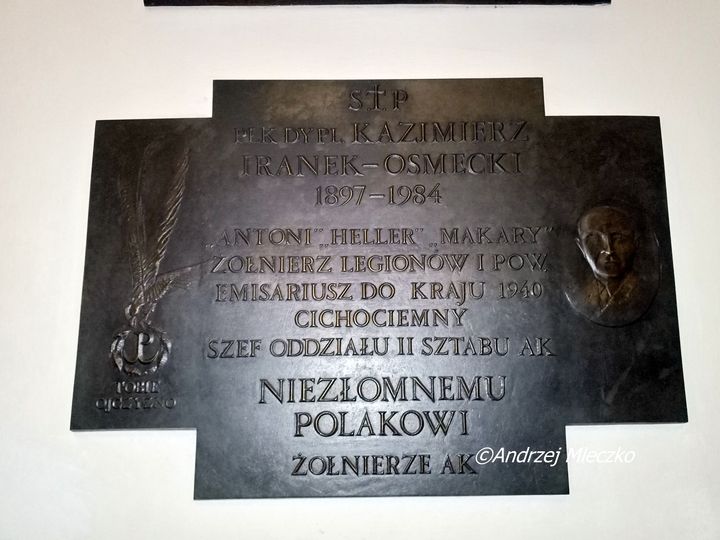 S†P
PŁK DYPL. KAZIMIERZ
IRANEK-OSMECKI
1897-1984
„ANTONI” „HELLER” „MAKARY”
ŻOŁNIERZ LEGIONÓW I POW,
EMISARIUSZ DO KRAJU 1940
CICHOCIEMNY
SZEF ODDZIAŁU II SZTABU AK
NIEZŁOMNEMU
POLAKOWI
ŻOŁNIERZE AK
TOBIE
OJCZYZNO
©Andrzej Mleczko